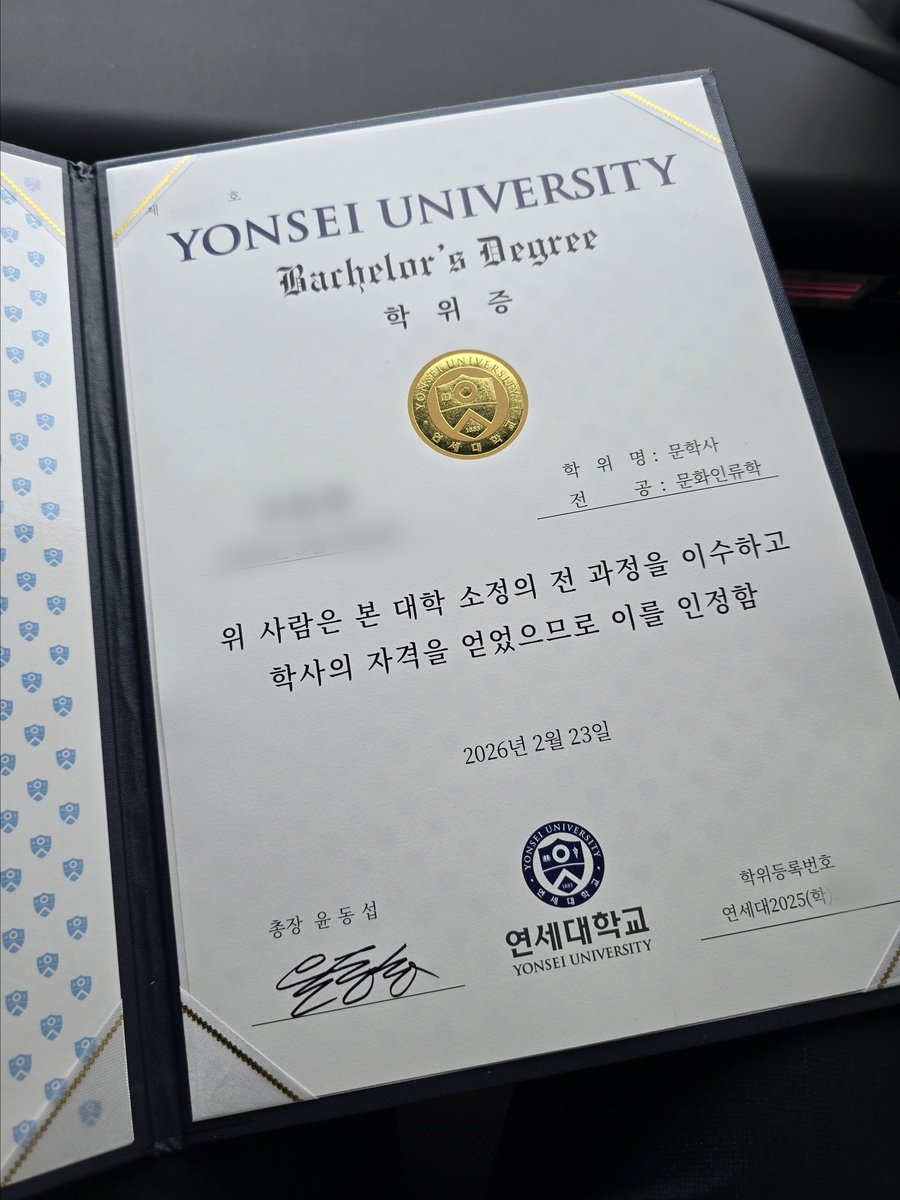 제 호
YONSEI UNIVERSITY
Bachelor's Degree
학 위 증
YONSEI UNIVERSITY
1885
연세대학교
학 위 명 : 문학사
전 공 : 문화인류학
위 사람은 본 대학 소정의 전 과정을 이수하고
학사의 자격을 얻었으므로 이를 인정함
2026년 2월 23일
YONSEI UNIVERSITY
1885
연세대학교
총장 윤동섭
윤동섭
연세대학교
YONSEI UNIVERSITY
학위등록번호
연세대2025(학)